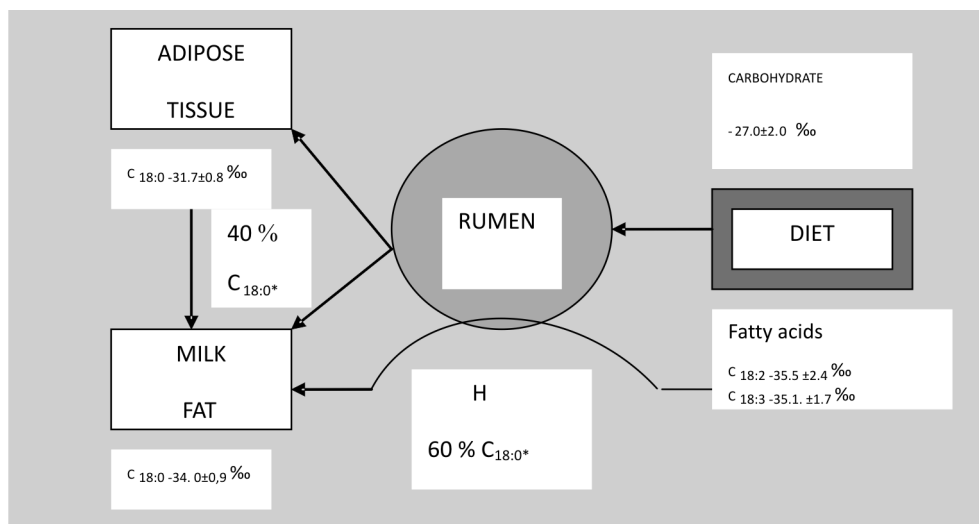 ADIPOSE
TISSUE
C 18:0 -31.7±0.8 ‰
40 %
C18:0*
MILK
FAT
C 18:0 -34. 0±0,9 ‰
RUMEN
H
60 % C18:0*
CARBOHYDRATE
- 27.0±2.0 ‰
DIET
Fatty acids
C 18:2 -35.5 ±2.4 ‰
C 18:3 -35.1. ±1.7 ‰